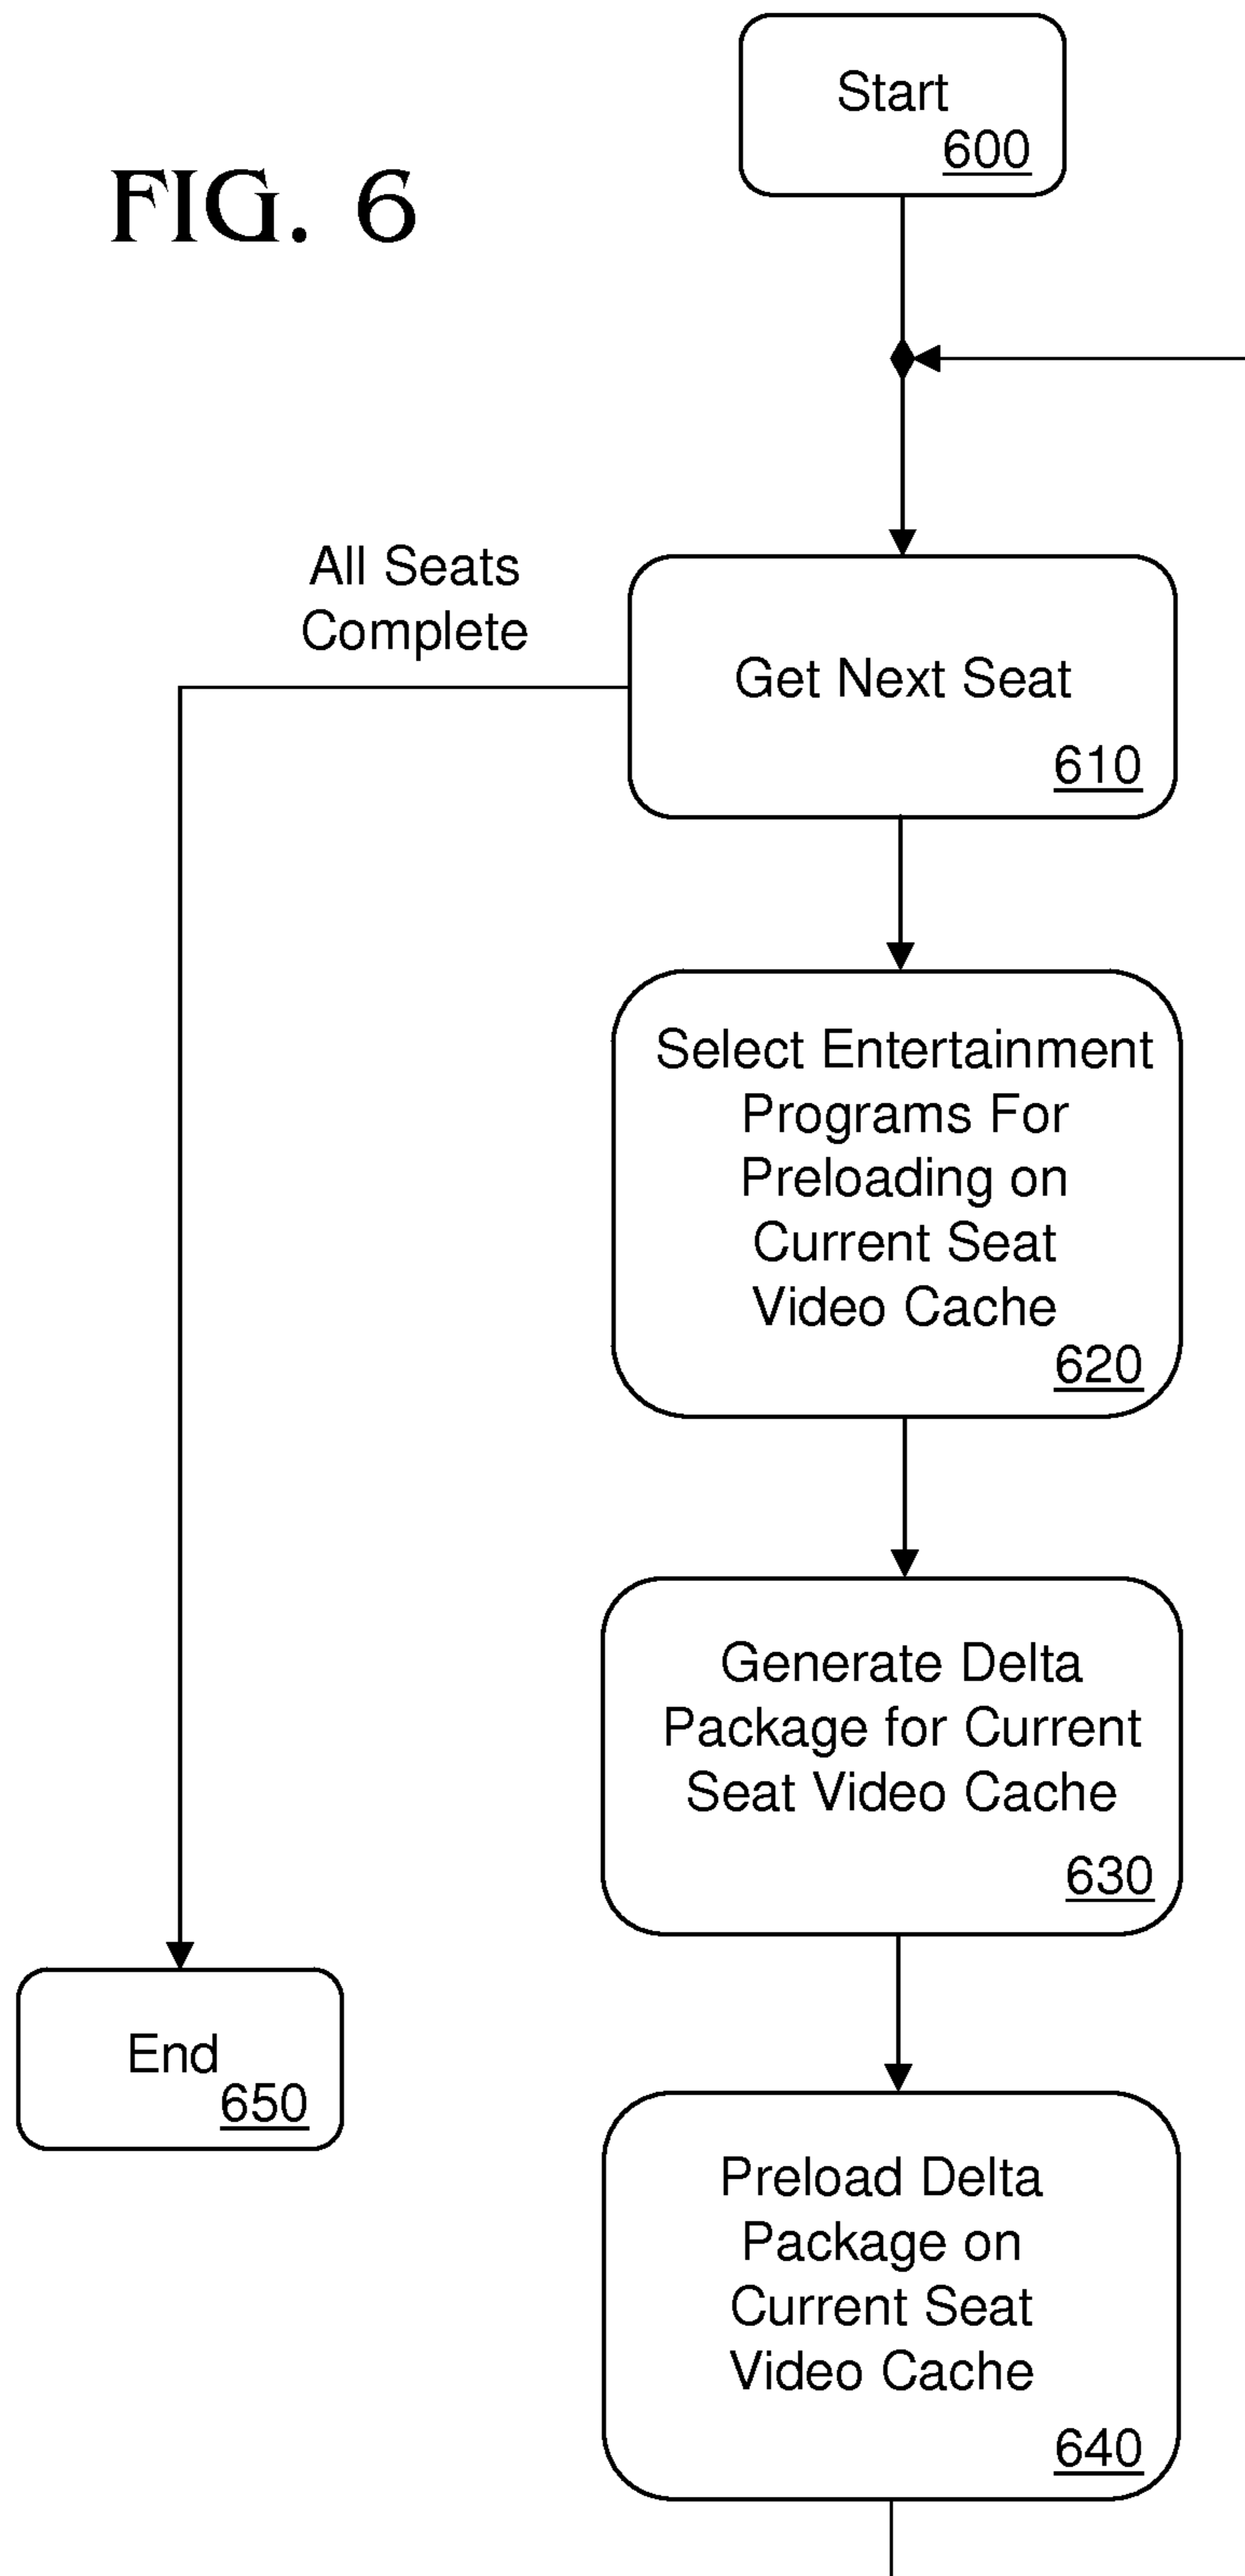 FIG. 6
Start
600
All Seats
Complete
Get Next Seat
610
Select Entertainment
Programs For
Preloading on
Current Seat
Video Cache
620
Generate Delta
Package for Current
Seat Video Cache
630
End
650
Preload Delta
Package on
Current Seat
Video Cache
640